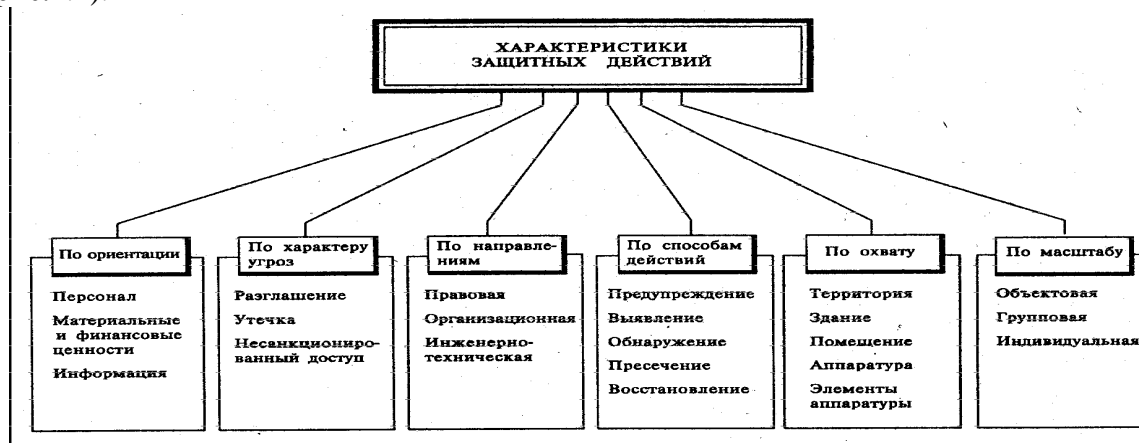 ХАРАКТЕРИСТИКИ
ЗАЩИТНЫХ ДЕЙСТВИЙ
По ориентации
Персонал
Материальные
и финансовые
ценности
Информация
По характеру
угроз
Разглашение
Утечка
Несанкциониро-
ванный доступ
По направле-
ниям
Правовая
Организационная
Инженерно-
техническая
По способам
действий
Предупреждение
Выявление
Обнаружение
Пресечение
Восстановление
По охвату
Территория
Здание
Помещение
Аппаратура
Элементы
аппаратуры
По масштабу
Объектовая
Групповая
Индивидуальная